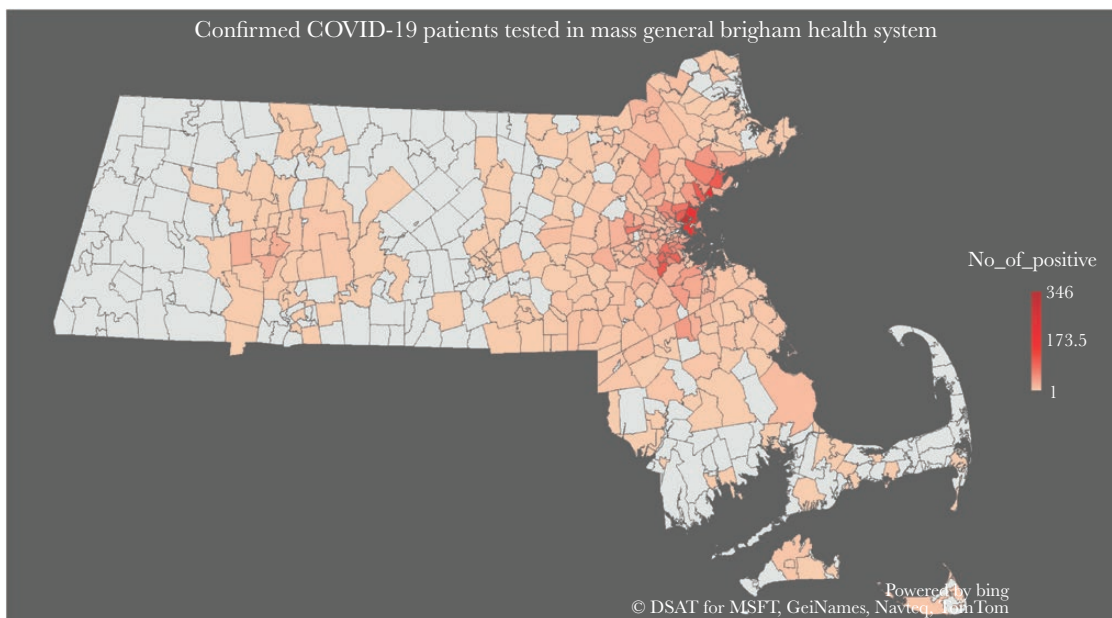 Confirmed COVID-19 patients tested in mass general brigham health system
No_of_positive
346
173.5
1
Powered by bing
© DSAT for MSFT, GeiNames, Navteq, TomTom